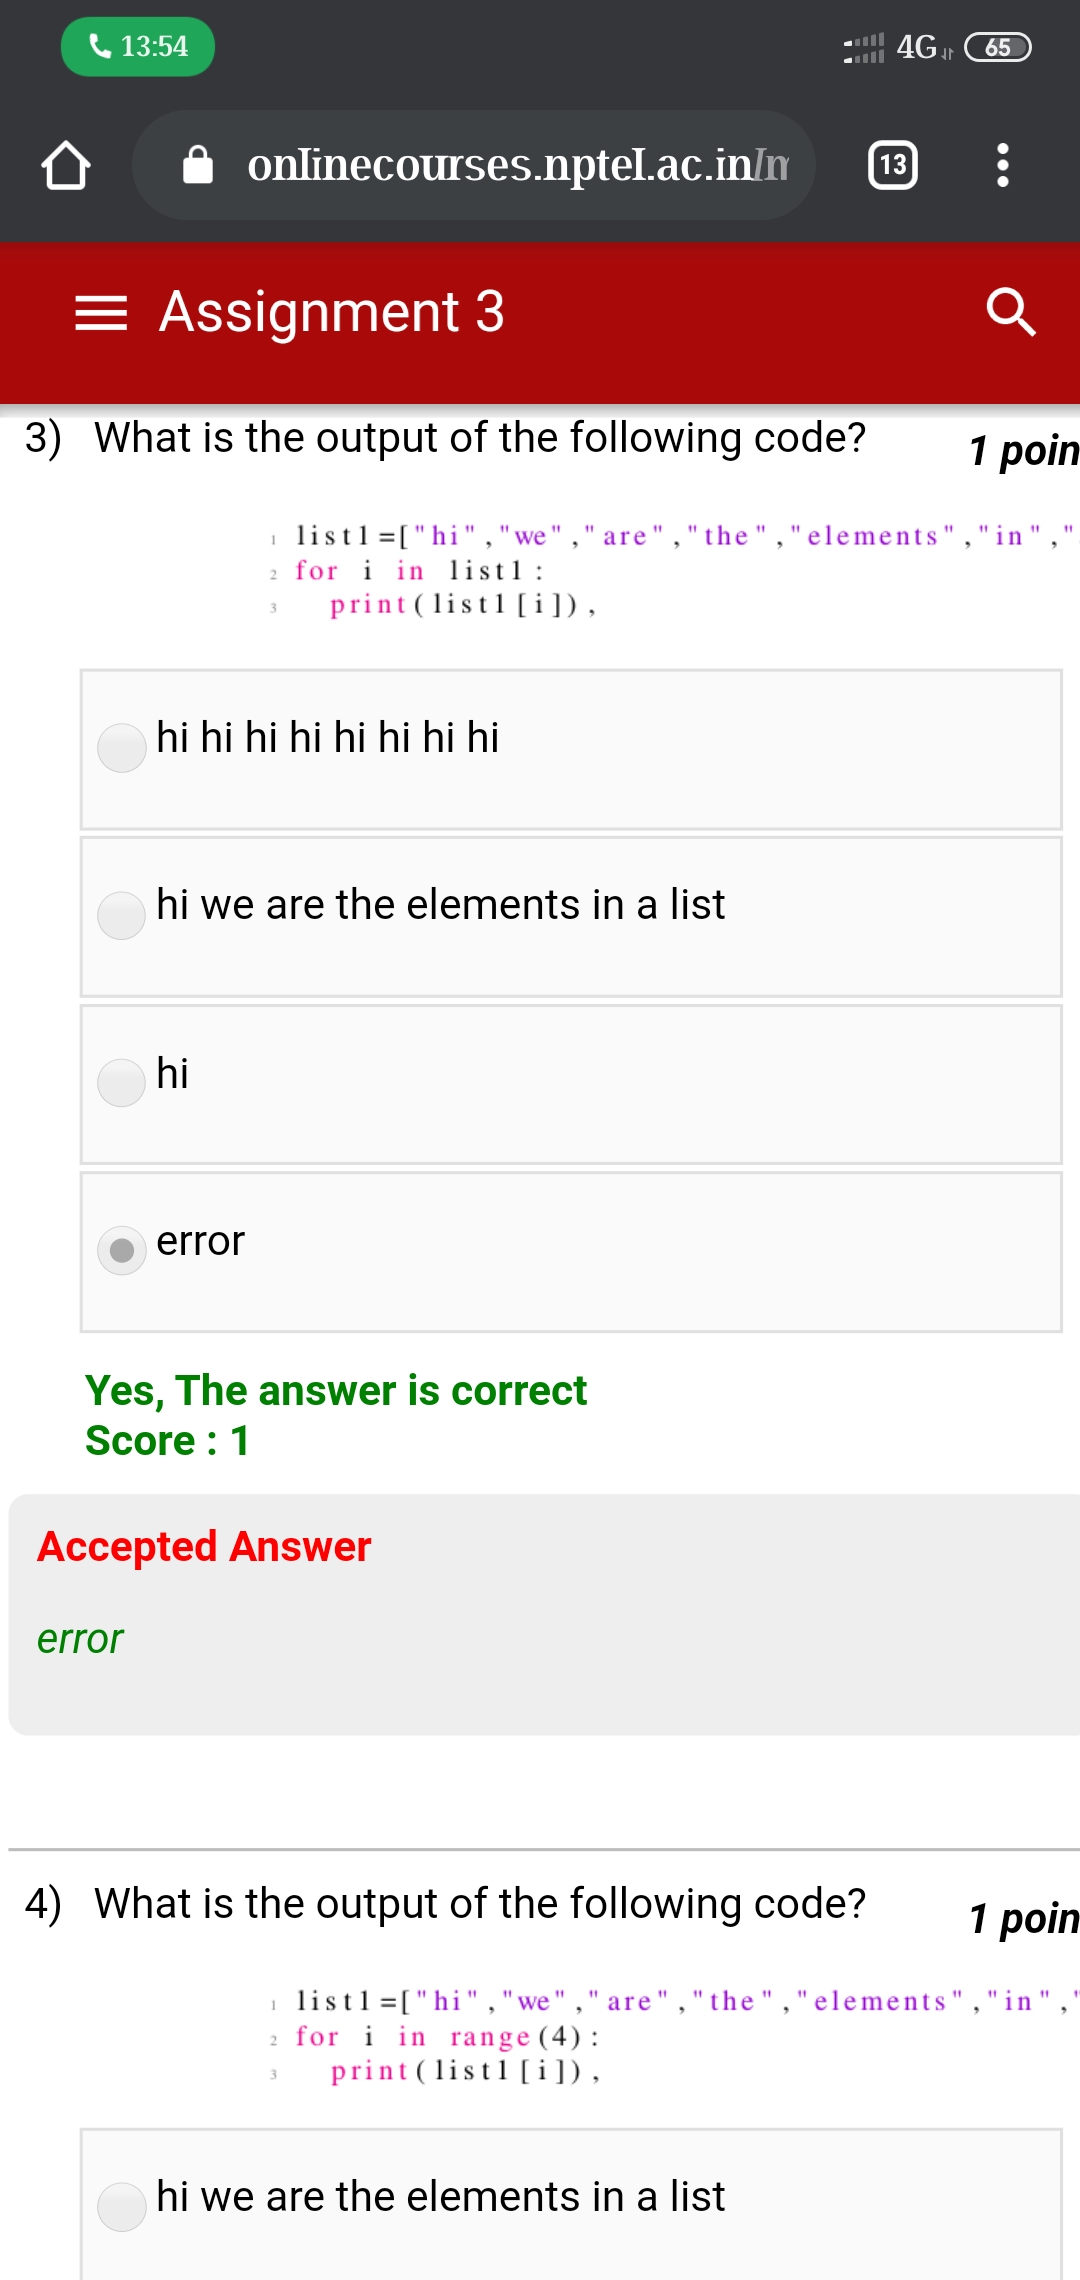 13:54
4G 65
onlinecourses.nptel.ac.in/n
13
Assignment 3
3) What is the output of the following code?
1 poin
1 list1=["hi","we","are","the","elements","in","
2 for i in list1:
3 print(list1[i]),
hi hi hi hi hi hi hi hi
hi we are the elements in a list
hi
error
Yes, The answer is correct
Score : 1
Accepted Answer
error
4) What is the output of the following code?
1 poin
1 list1=["hi","we","are","the","elements","in","
2 for i in range(4):
3 print(list1[i]),
hi we are the elements in a list